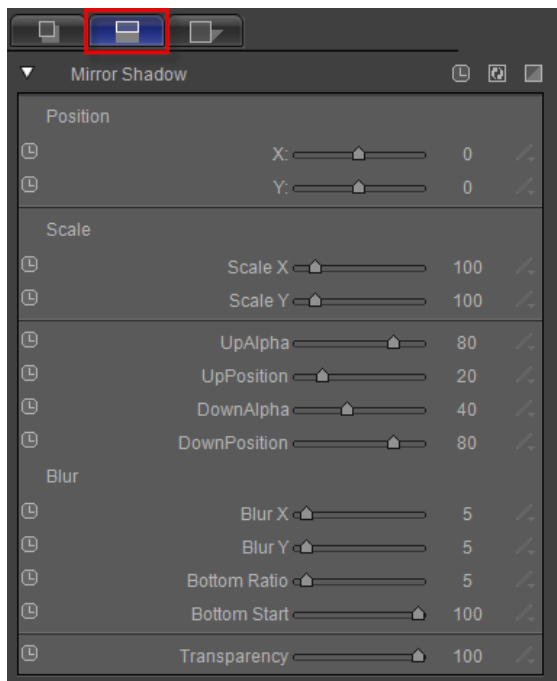 Mirror Shadow
Position
X: 0
Y: 0
Scale
Scale X 100
Scale Y 100
UpAlpha 80
UpPosition 20
DownAlpha 40
DownPosition 80
Blur
Blur X 5
Blur Y 5
Bottom Ratio 5
Bottom Start 100
Transparency 100